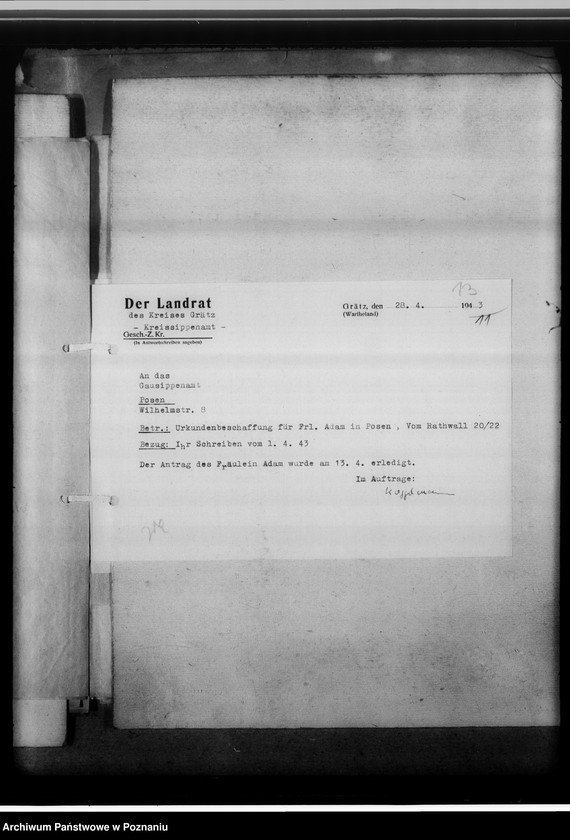 13
Der Landrat
des Kreises Grätz
- Kreissippenamt -
Gesch.-Z. Kr.
(In Antwortschreiben angeben)
Grätz, den 28. 4. 1943
(Wartheland)
11
An das
Gausippenamt
Posen
Wilhelmstr. 8
Betr.: Urkundenbeschaffung für Frl. Adam in Posen , Vom Rathwall 20/22
Bezug: Ihr Schreiben vom 1. 4. 43
Der Antrag des Fräulein Adam wurde am 13. 4. erledigt.
Im Auftrage:
Archiwum Państwowe w Poznaniu